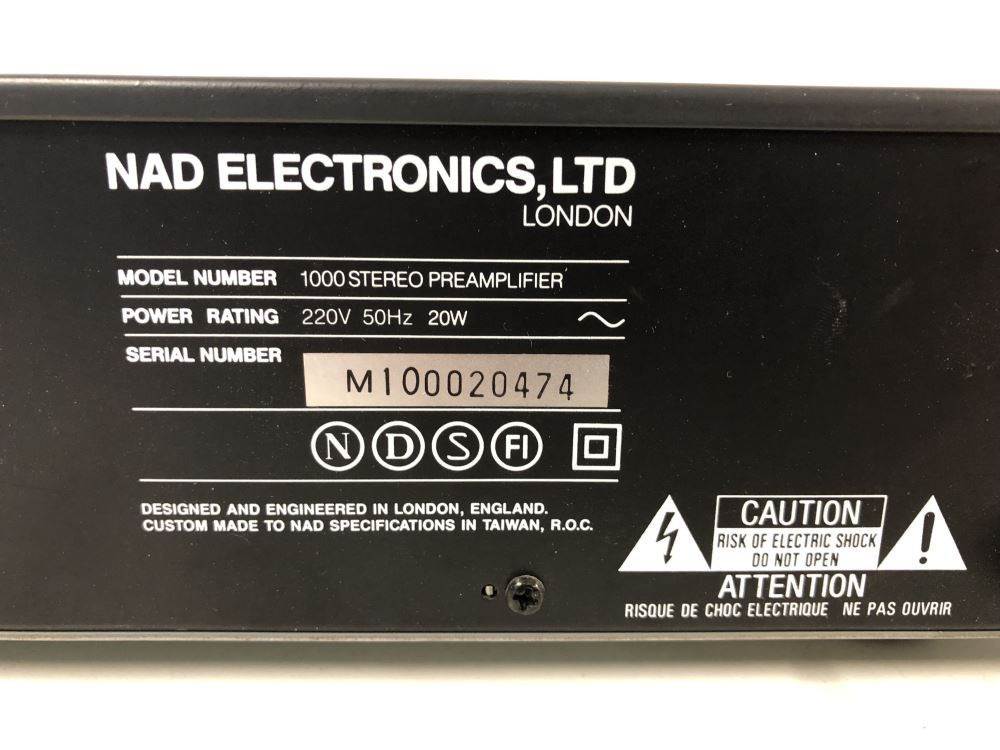 NAD ELECTRONICS, LTD
LONDON
MODEL NUMBER 1000 STEREO PREAMPLIFIER
POWER RATING 220V 50Hz 20W
SERIAL NUMBER
M100020474
N D S FI
DESIGNED AND ENGINEERED IN LONDON, ENGLAND.
CUSTOM MADE TO NAD SPECIFICATIONS IN TAIWAN, R.O.C.
CAUTION
RISK OF ELECTRIC SHOCK
DO NOT OPEN
ATTENTION
RISQUE DE CHOC ELECTRIQUE NE PAS OUVRIR